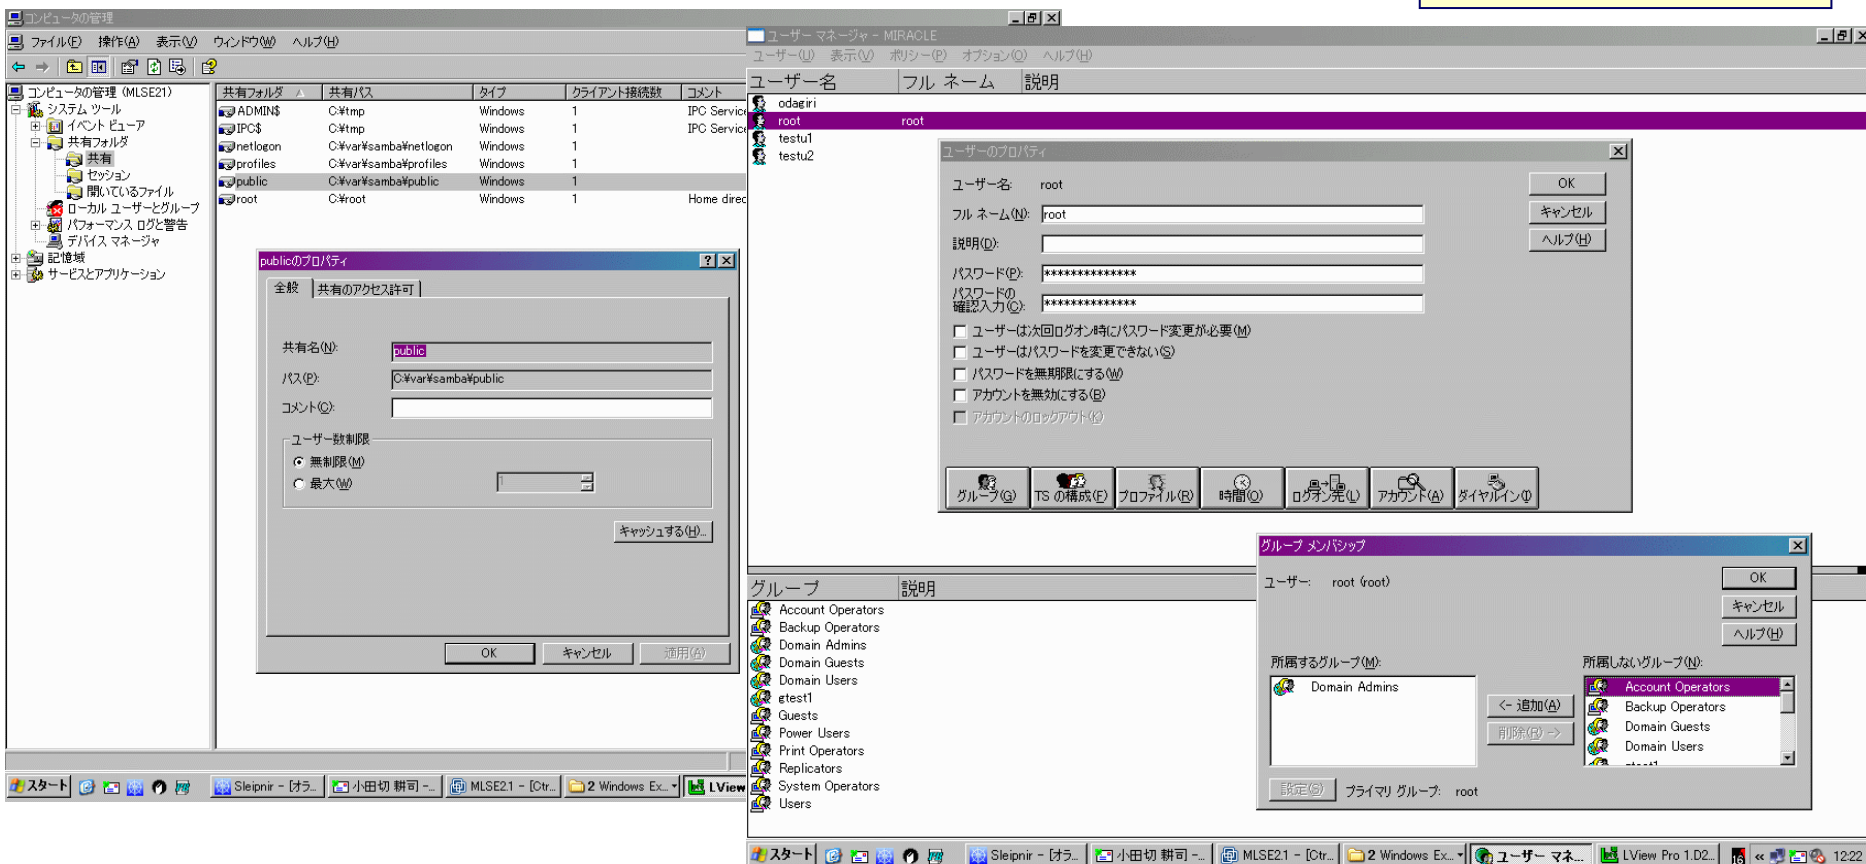 コンピュータの管理
ファイル(F) 操作(A) 表示(V) ウィンドウ(W) ヘルプ(H)
コンピュータの管理 (MLSE21)
システム ツール
イベント ビューア
共有フォルダ
共有
セッション
開いているファイル
ローカル ユーザーとグループ
パフォーマンス ログと警告
デバイス マネージャ
記憶域
サービスとアプリケーション
共有フォルダ 共有パス タイプ クライアント接続数 コメント
ADMIN$ C:¥tmp Windows 1 IPC Service
IPC$ C:¥tmp Windows 1 IPC Service
netlogon C:¥var¥samba¥netlogon Windows 1
profiles C:¥var¥samba¥profiles Windows 1
public C:¥var¥samba¥public Windows 1
root C:¥root Windows 1 Home direc
publicのプロパティ
全般 共有のアクセス許可
共有名(N): public
パス(P): C:¥var¥samba¥public
コメント(C):
ユーザー数制限
無制限(M)
最大(W) 1
キャッシュする(H)...
OK キャンセル 適用(A)
スタート Sleipnir - [オラ... 小田切 耕司 -... MLSE21 - [Ctr... 2 Windows Ex... LView
ユーザー マネージャ - MIRACLE
ユーザー(U) 表示(V) ポリシー(P) オプション(O) ヘルプ(H)
ユーザー名 フル ネーム 説明
odagiri
root root
testu1
testu2
ユーザーのプロパティ
ユーザー名: root
フル ネーム(N): root
説明(D):
パスワード(P): **************
パスワードの
確認入力(C): **************
ユーザーは次回ログオン時にパスワード変更が必要(M)
ユーザーはパスワードを変更できない(S)
パスワードを無期限にする(W)
アカウントを無効にする(B)
アカウントのロックアウト(K)
OK
キャンセル
ヘルプ(H)
グループ(G) TS の構成(F) プロファイル(R) 時間(O) ログオン先(L) アカウント(A) ダイヤルイン(I)
グループ 説明
Account Operators
Backup Operators
Domain Admins
Domain Guests
Domain Users
gtest1
Guests
Power Users
Print Operators
Replicators
System Operators
Users
グループ メンバシップ
ユーザー: root (root)
OK
キャンセル
ヘルプ(H)
所属するグループ(M): 所属しないグループ(N):
Domain Admins
<- 追加(A)
削除(R) ->
Account Operators
Backup Operators
Domain Guests
Domain Users
gtest1
設定(S) プライマリ グループ: root
スタート Sleipnir - [オラ... 小田切 耕司 -... MLSE21 - [Ctr... 2 Windows Ex... ユーザー マネ... LView Pro 1.D2... 16 « 12:22